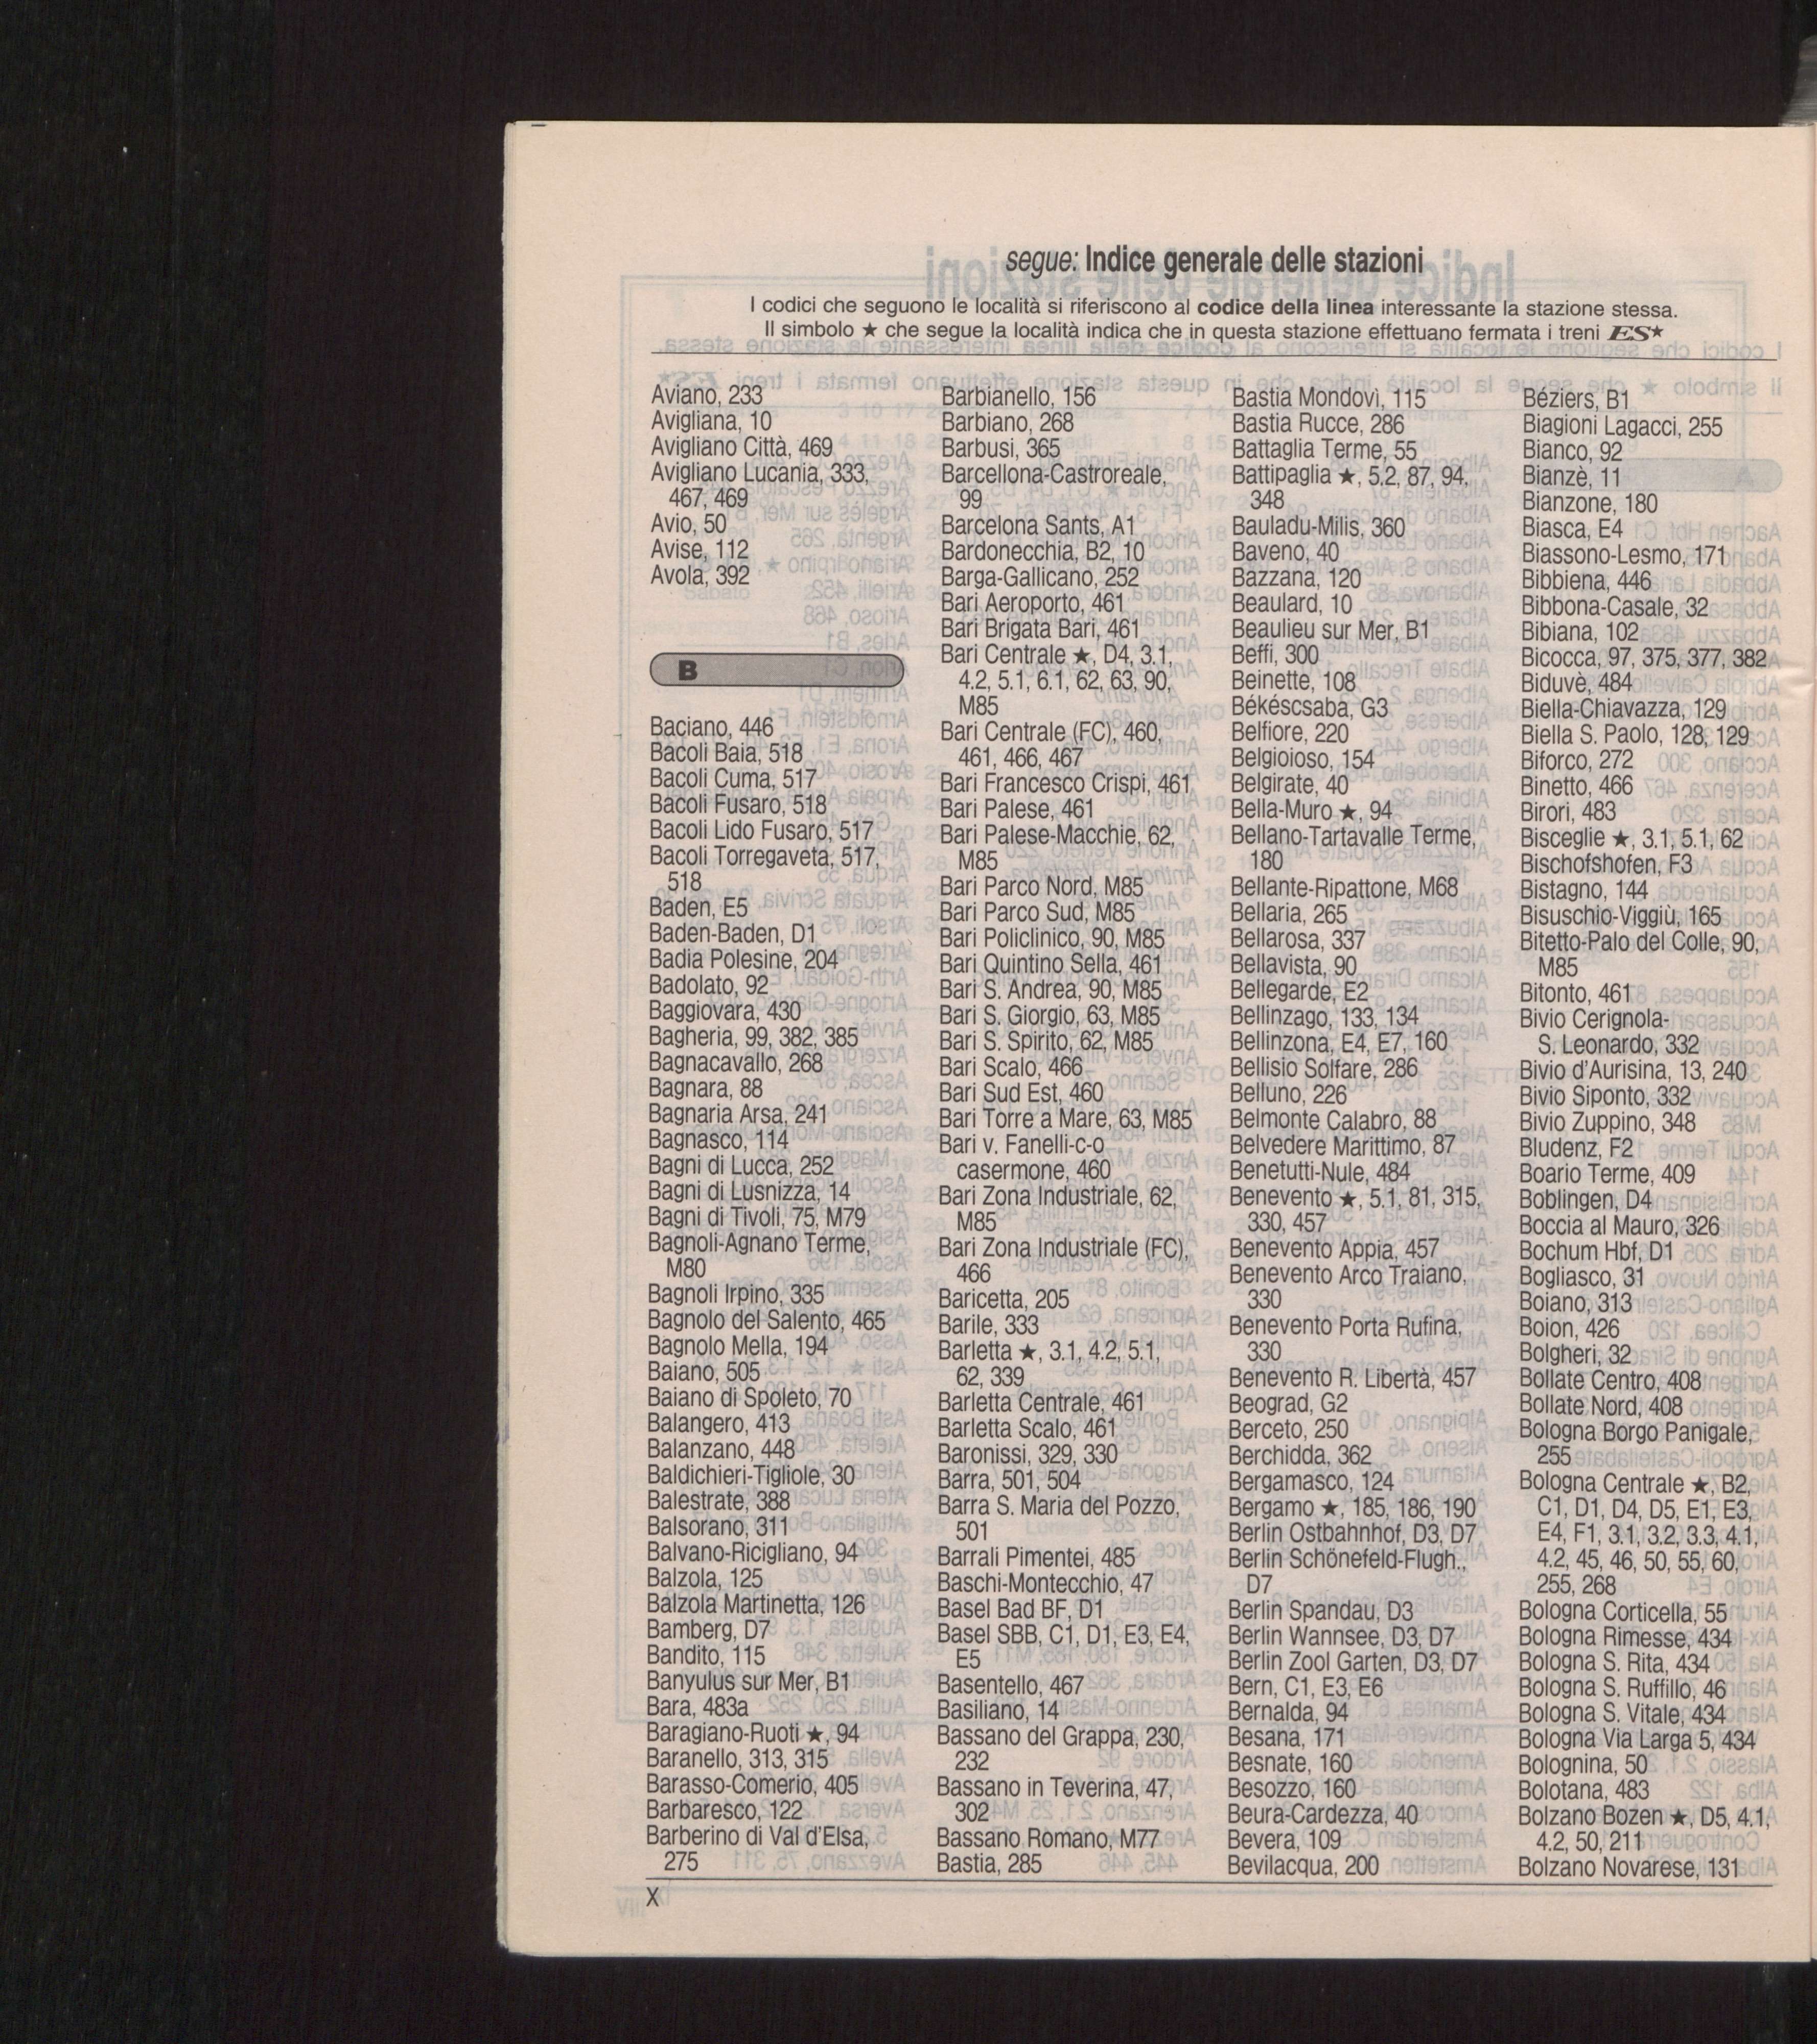 segue: Indice generale delle stazioni
I codici che seguono le località si riferiscono al codice della linea interessante la stazione stessa.
Il simbolo ★ che segue la località indica che in questa stazione effettuano fermata i treni ES★
Aviano, 233
Avigliana, 10
Avigliano Città, 469
Avigliano Lucania, 333,
467, 469
Avio, 50
Avise, 112
Avola, 392
B
Baciano, 446
Bacoli Baia, 518
Bacoli Cuma, 517
Bacoli Fusaro, 518
Bacoli Lido Fusaro, 517
Bacoli Torregaveta, 517,
518
Baden, E5
Baden-Baden, D1
Badia Polesine, 204
Badolato, 92
Baggiovara, 430
Bagheria, 99, 382, 385
Bagnacavallo, 268
Bagnara, 88
Bagnaria Arsa, 241
Bagnasco, 114
Bagni di Lucca, 252
Bagni di Lusnizza, 14
Bagni di Tivoli, 75, M79
Bagnoli-Agnano Terme,
M80
Bagnoli Irpino, 335
Bagnolo del Salento, 465
Bagnolo Mella, 194
Baiano, 505
Baiano di Spoleto, 70
Balangero, 413
Balanzano, 448
Baldichieri-Tigliole, 30
Balestrate, 388
Balsorano, 311
Balvano-Ricigliano, 94
Balzola, 125
Balzola Martinetta, 126
Bamberg, D7
Bandito, 115
Banyulus sur Mer, B1
Bara, 483a
Baragiano-Ruoti ★, 94
Baranello, 313, 315
Barasso-Comerio, 405
Barbaresco, 122
Barberino di Val d'Elsa,
275
Barbianello, 156
Barbiano, 268
Barbusi, 365
Barcellona-Castroreale,
99
Barcelona Sants, A1
Bardonecchia, B2, 10
Barga-Gallicano, 252
Bari Aeroporto, 461
Bari Brigata Bari, 461
Bari Centrale ★, D4, 3.1,
4.2, 5.1, 6.1, 62, 63, 90,
M85
Bari Centrale (FC), 460,
461, 466, 467
Bari Francesco Crispi, 461
Bari Palese, 461
Bari Palese-Macchie, 62,
M85
Bari Parco Nord, M85
Bari Parco Sud, M85
Bari Policlinico, 90, M85
Bari Quintino Sella, 461
Bari S. Andrea, 90, M85
Bari S. Giorgio, 63, M85
Bari S. Spirito, 62, M85
Bari Scalo, 466
Bari Sud Est, 460
Bari Torre a Mare, 63, M85
Bari v. Fanelli-c-o
casermone, 460
Bari Zona Industriale, 62,
M85
Bari Zona Industriale (FC),
466
Baricetta, 205
Barile, 333
Barletta ★, 3.1, 4.2, 5.1,
62, 339
Barletta Centrale, 461
Barletta Scalo, 461
Baronissi, 329, 330
Barra, 501, 504
Barra S. Maria del Pozzo,
501
Barrali Pimentei, 485
Baschi-Montecchio, 47
Basel Bad BF, D1
Basel SBB, C1, D1, E3, E4,
E5
Basentello, 467
Basiliano, 14
Bassano del Grappa, 230,
232
Bassano in Teverina, 47,
302
Bassano Romano, M77
Bastia, 285
Bastia Mondovì, 115
Bastia Rucce, 286
Battaglia Terme, 55
Battipaglia ★, 5.2, 87, 94,
348
Bauladu-Milis, 360
Baveno, 40
Bazzana, 120
Beaulard, 10
Beaulieu sur Mer, B1
Beffi, 300
Beinette, 108
Békéscsaba, G3
Belfiore, 220
Belgioioso, 154
Belgirate, 40
Bella-Muro ★, 94
Bellano-Tartavalle Terme,
180
Bellante-Ripattone, M68
Bellaria, 265
Bellarosa, 337
Bellavista, 90
Bellegarde, E2
Bellinzago, 133, 134
Bellinzona, E4, E7, 160
Bellisio Solfare, 286
Belluno, 226
Belmonte Calabro, 88
Belvedere Marittimo, 87
Benetutti-Nule, 484
Benevento ★, 5.1, 81, 315,
330, 457
Benevento Appia, 457
Benevento Arco Traiano,
330
Benevento Porta Rufina,
330
Benevento R. Libertà, 457
Beograd, G2
Berceto, 250
Berchidda, 362
Bergamasco, 124
Bergamo ★, 185, 186, 190
Berlin Ostbahnhof, D3, D7
Berlin Schönefeld-Flugh.,
D7
Berlin Spandau, D3
Berlin Wannsee, D3, D7
Berlin Zool Garten, D3, D7
Bern, C1, E3, E6
Bernalda, 94
Besana, 171
Besnate, 160
Besozzo, 160
Beura-Cardezza, 40
Bevera, 109
Bevilacqua, 200
Béziers, B1
Biagioni Lagacci, 255
Bianco, 92
Bianzè, 11
Bianzone, 180
Biasca, E4
Biassono-Lesmo, 171
Bibbiena, 446
Bibbona-Casale, 32
Bibiana, 102
Bicocca, 97, 375, 377, 382
Biduvè, 484
Biella-Chiavazza, 129
Biella S. Paolo, 128, 129
Biforco, 272
Binetto, 466
Birori, 483
Bisceglie ★, 3.1, 5.1, 62
Bischofshofen, F3
Bistagno, 144
Bisuschio-Viggiù, 165
Bitetto-Palo del Colle, 90,
M85
Bitonto, 461
Bivio Cerignola-
S. Leonardo, 332
Bivio d'Aurisina, 13, 240
Bivio Siponto, 332
Bivio Zuppino, 348
Bludenz, F2
Boario Terme, 409
Boblingen, D4
Boccia al Mauro, 326
Bochum Hbf, D1
Bogliasco, 31
Boiano, 313
Boion, 426
Bolgheri, 32
Bollate Centro, 408
Bollate Nord, 408
Bologna Borgo Panigale,
255
Bologna Centrale ★, B2,
C1, D1, D4, D5, E1, E3,
E4, F1, 3.1, 3.2, 3.3, 4.1,
4.2, 45, 46, 50, 55, 60,
255, 268
Bologna Corticella, 55
Bologna Rimesse, 434
Bologna S. Rita, 434
Bologna S. Ruffillo, 46
Bologna S. Vitale, 434
Bologna Via Larga 5, 434
Bolognina, 50
Bolotana, 483
Bolzano Bozen ★, D5, 4.1,
4.2, 50, 211
Bolzano Novarese, 131
X